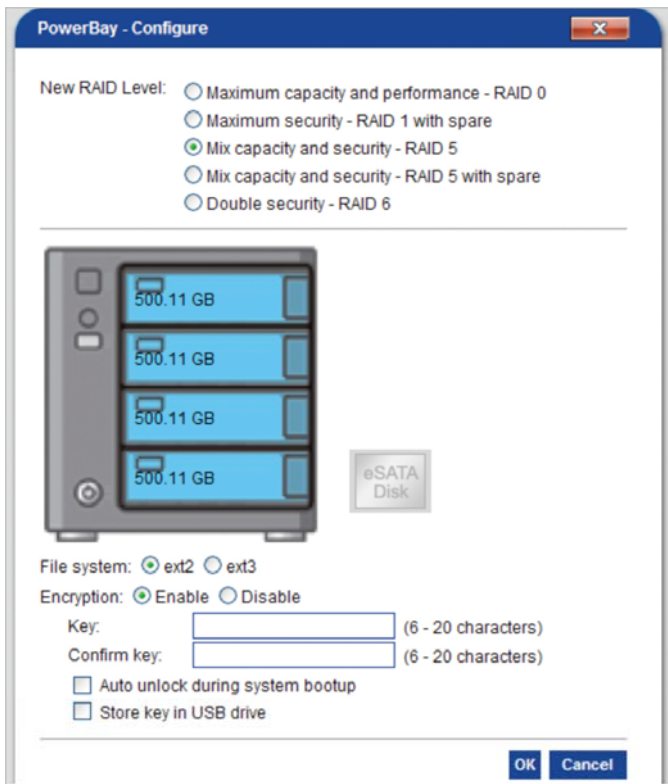 PowerBay - Configure
New RAID Level:
Maximum capacity and performance - RAID 0
Maximum security - RAID 1 with spare
Mix capacity and security - RAID 5
Mix capacity and security - RAID 5 with spare
Double security - RAID 6
500.11 GB
500.11 GB
500.11 GB
500.11 GB
eSATA
Disk
File system: ext2 ext3
Encryption: Enable Disable
Key: (6 - 20 characters)
Confirm key: (6 - 20 characters)
Auto unlock during system bootup
Store key in USB drive
OK Cancel